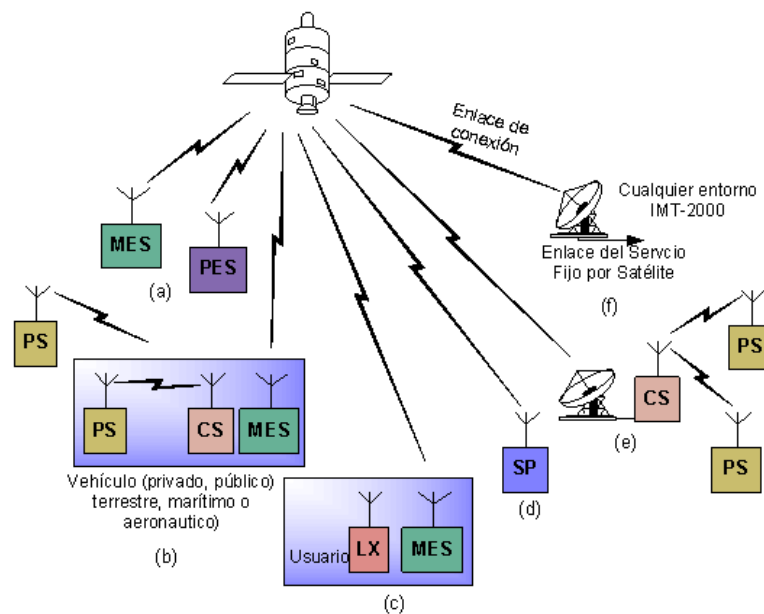 Enlace de
conexión
Cualquier entorno
IMT-2000
Enlace del Servcio
Fijo por Satélite
(f)
MES
PES
(a)
PS
PS
CS
MES
Vehículo (privado, público)
terrestre, marítimo o
aeronautico)
(b)
Usuario
LX
MES
(c)
SP
(d)
(e)
CS
PS
PS